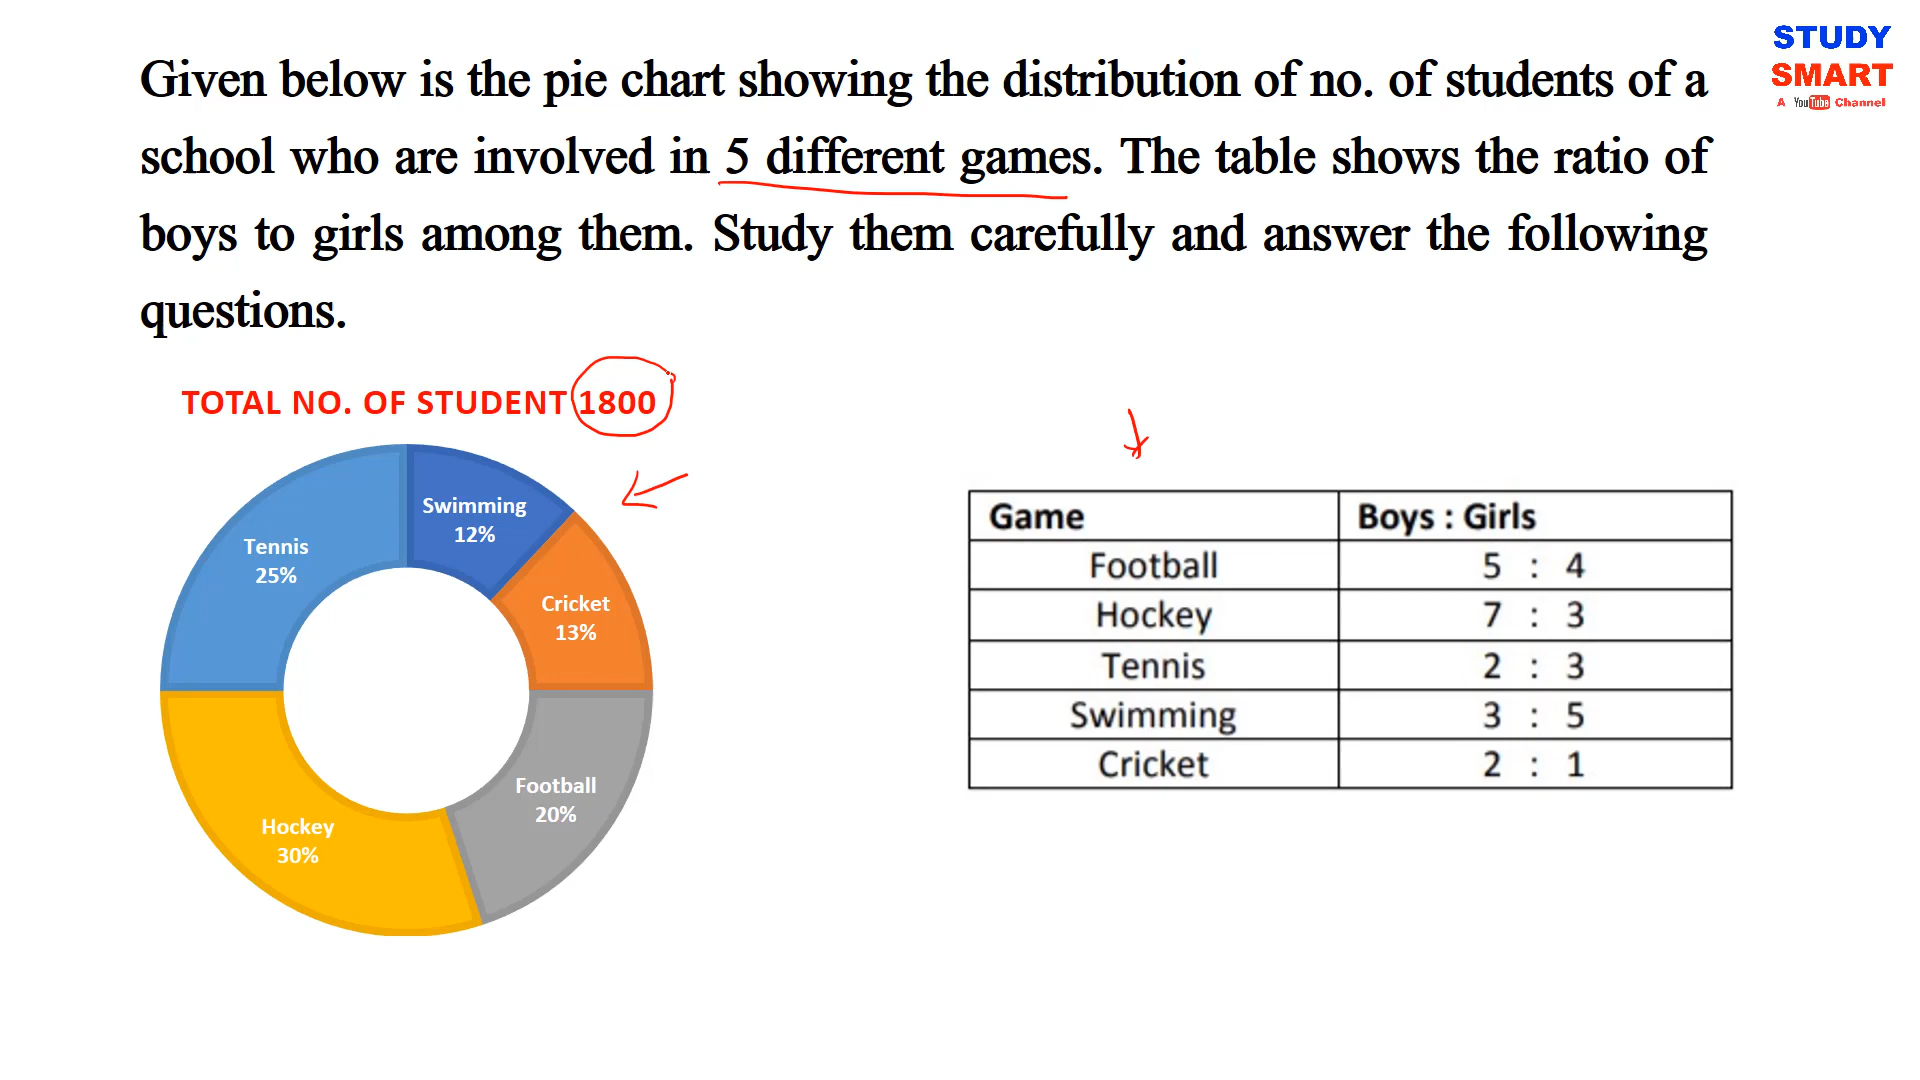 STUDY
SMART
A YouTube Channel
Given below is the pie chart showing the distribution of no. of students of a
school who are involved in 5 different games. The table shows the ratio of
boys to girls among them. Study them carefully and answer the following
questions.
TOTAL NO. OF STUDENT 1800
Swimming
12%
Tennis
25%
Cricket
13%
Football
20%
Hockey
30%
Game Boys : Girls
Football 5 : 4
Hockey 7 : 3
Tennis 2 : 3
Swimming 3 : 5
Cricket 2 : 1